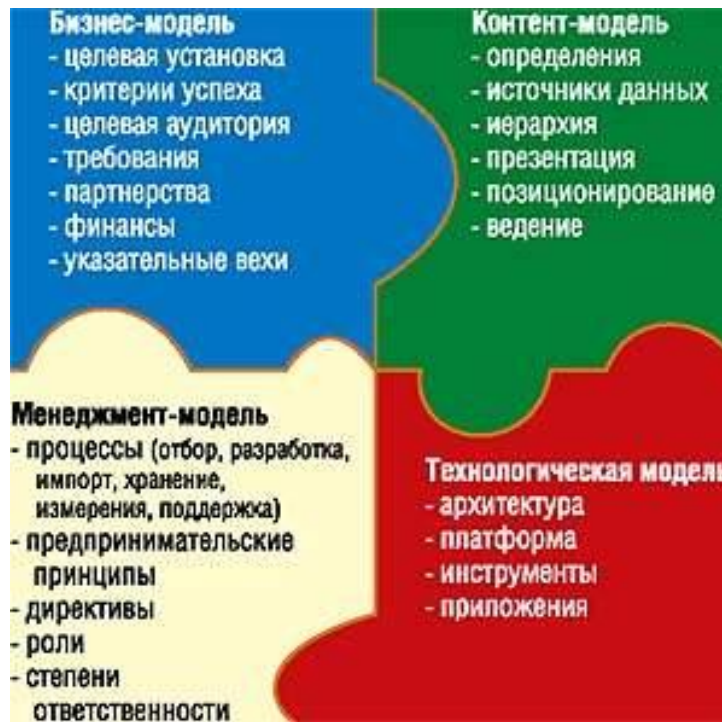 Бизнес-модель
- целевая установка
- критерии успеха
- целевая аудитория
- требования
- партнерства
- финансы
- указательные вехи
Контент-модель
- определения
- источники данных
- иерархия
- презентация
- позиционирование
- ведение
Менеджмент-модель
- процессы (отбор, разработка,
импорт, хранение,
измерения, поддержка)
- предпринимательские
принципы
- директивы
- роли
- степени
ответственности
Технологическая модель
- архитектура
- платформа
- инструменты
- приложения